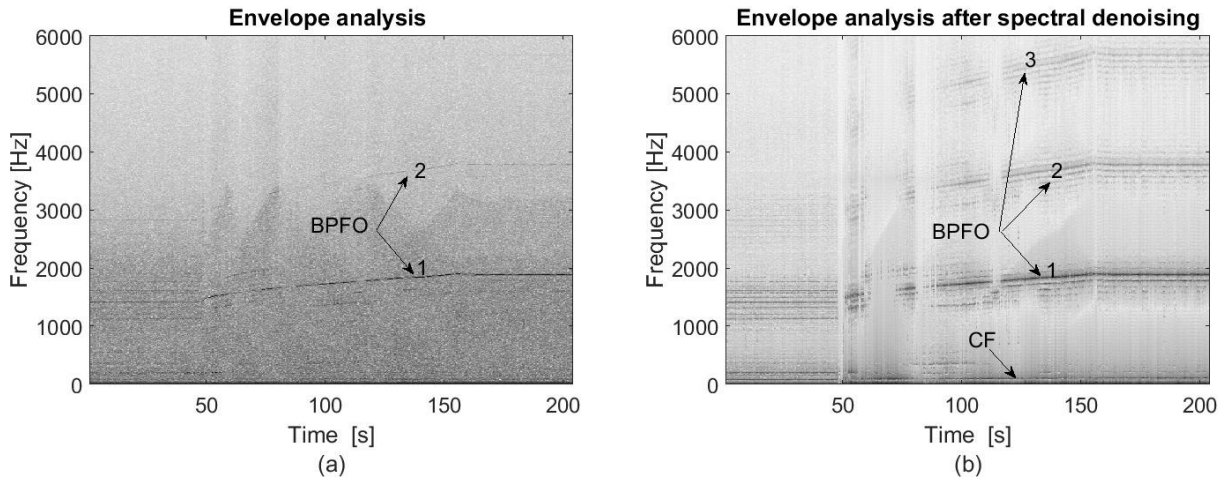 Envelope analysis
6000
5000
4000
3000
2000
1000
0
Frequency [Hz]
BPFO
2
1
50
100
150
200
Time [s]
(a)
Envelope analysis after spectral denoising
6000
5000
4000
3000
2000
1000
0
Frequency [Hz]
3
BPFO
2
1
CF
50
100
150
200
Time [s]
(b)